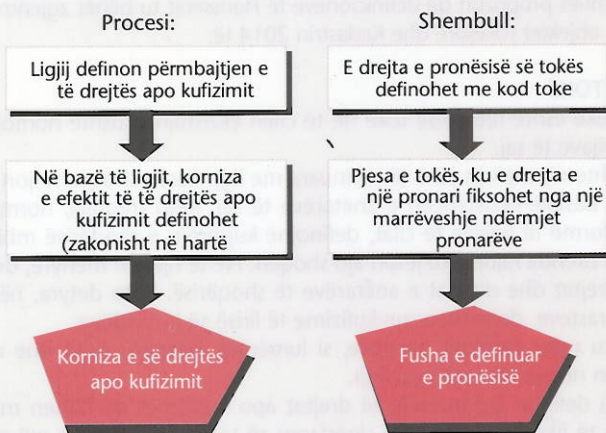 Procesi:
Ligjij definon përmbajtjen e
të drejtës apo kufizimit
Në bazë të ligjit, korniza
e efektit të të drejtës apo
kufizimit definohet
(zakonisht në hartë
Korniza e së drejtës
apo kufizimit
Shembull:
E drejta e pronësisë së tokës
definohet me kod toke
Pjesa e tokës, ku e drejta e
një pronari fiksohet nga një
marrëveshje ndërmjet
pronarëve
Fusha e definuar
e pronësisë